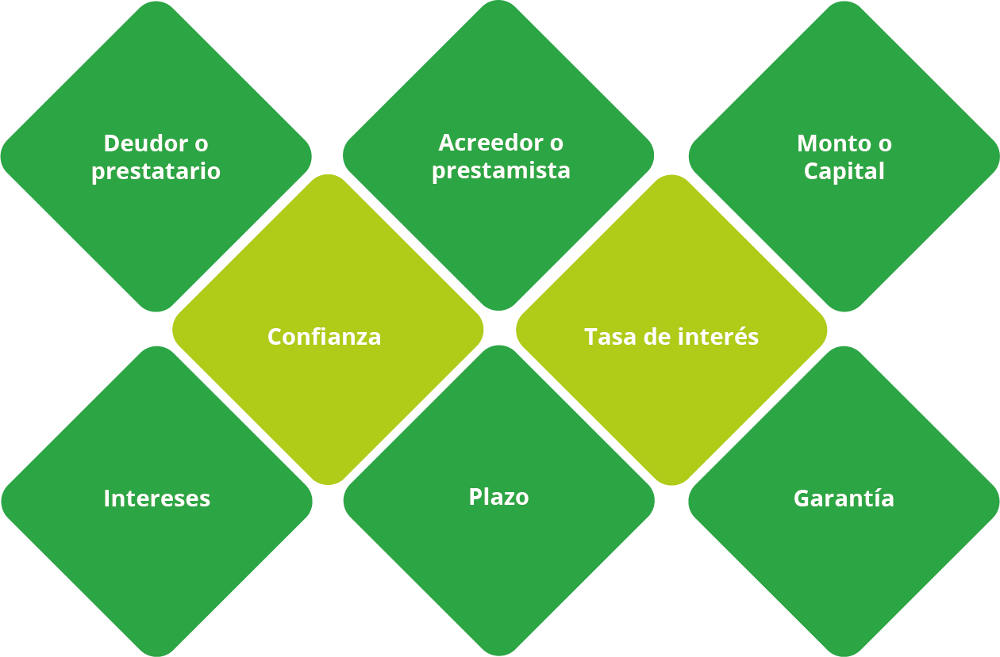 Deudor o
prestatario
Acreedor o
prestamista
Monto o
Capital
Confianza
Tasa de interés
Intereses
Plazo
Garantía